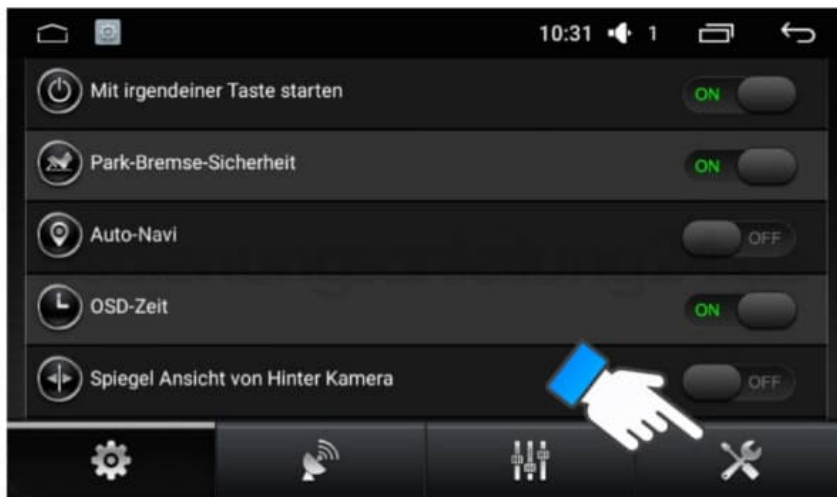 10:31 1
Mit irgendeiner Taste starten
ON
Park-Bremse-Sicherheit
ON
Auto-Navi
OFF
OSD-Zeit
ON
Spiegel Ansicht von Hinter Kamera
OFF